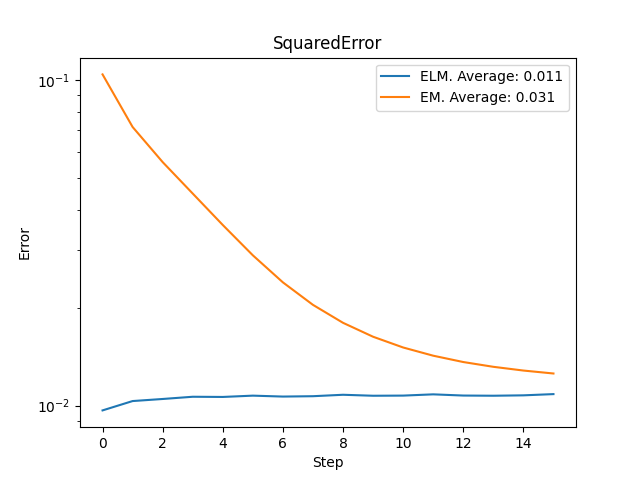 SquaredError
ELM. Average: 0.011
EM. Average: 0.031
10⁻¹
10⁻²
Error
0 2 4 6 8 10 12 14
Step